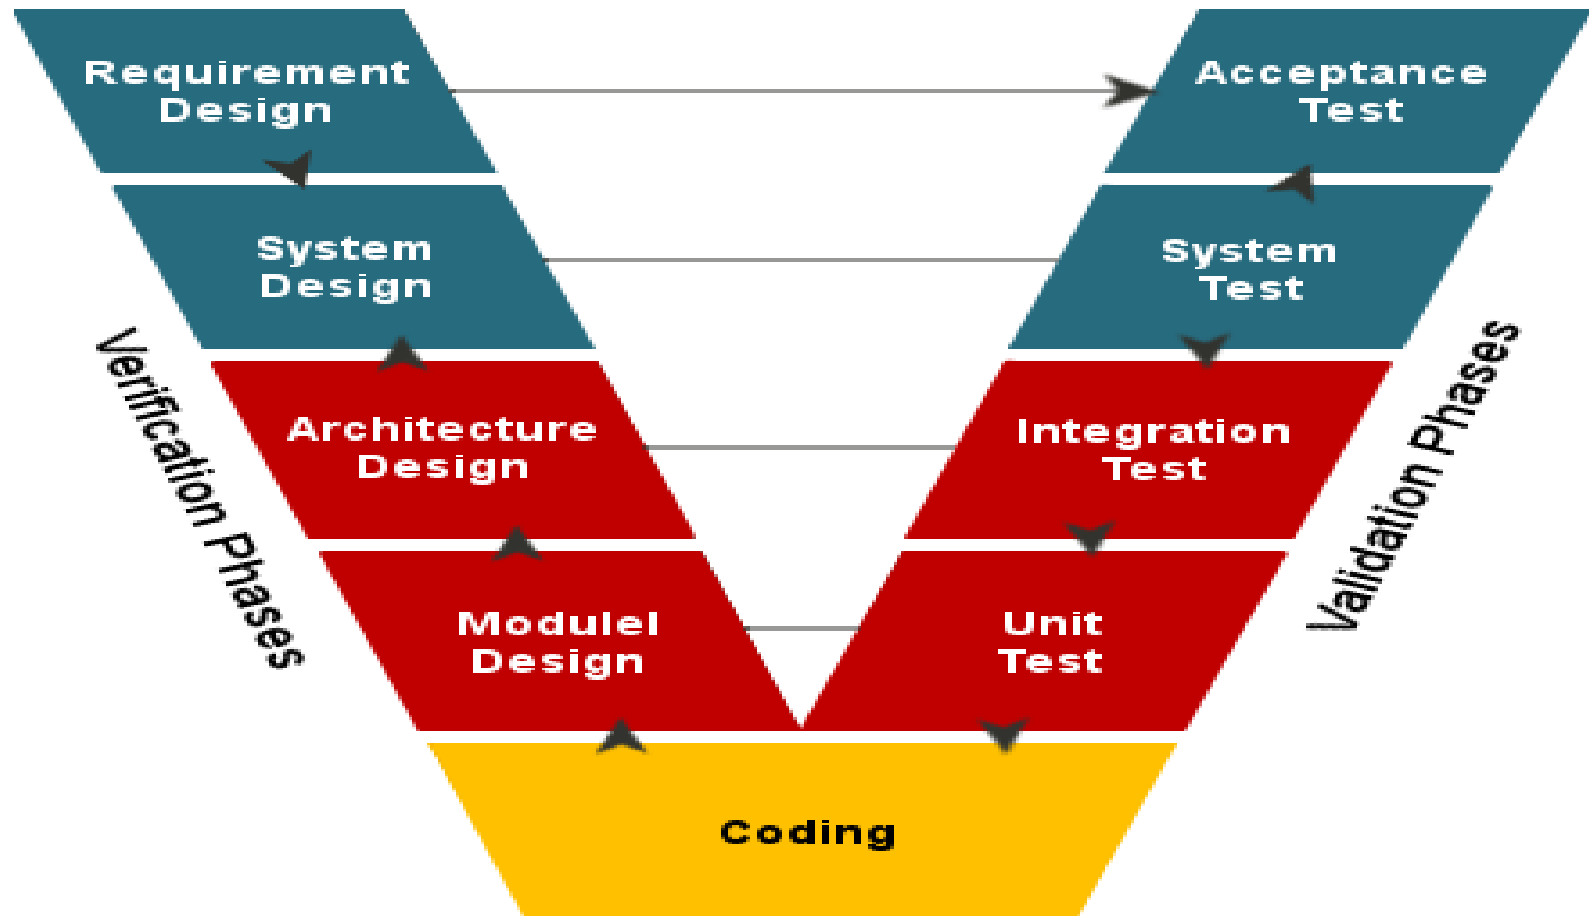 Requirement
Design
Acceptance
Test
System
Design
System
Test
Architecture
Design
Integration
Test
Modulel
Design
Unit
Test
Coding
Verification Phases
Validation Phases